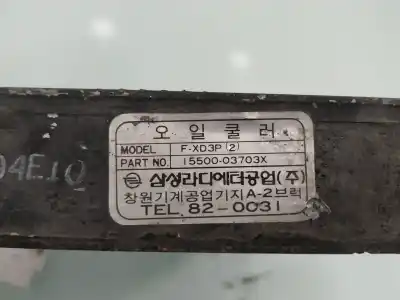 오일쿨러
MODEL F-XD3P(2)
PART NO. 15500-03703X
삼성라디에터공업(주)
창원기계공업기지 A-2브럭
TEL. 82-0031
04E10